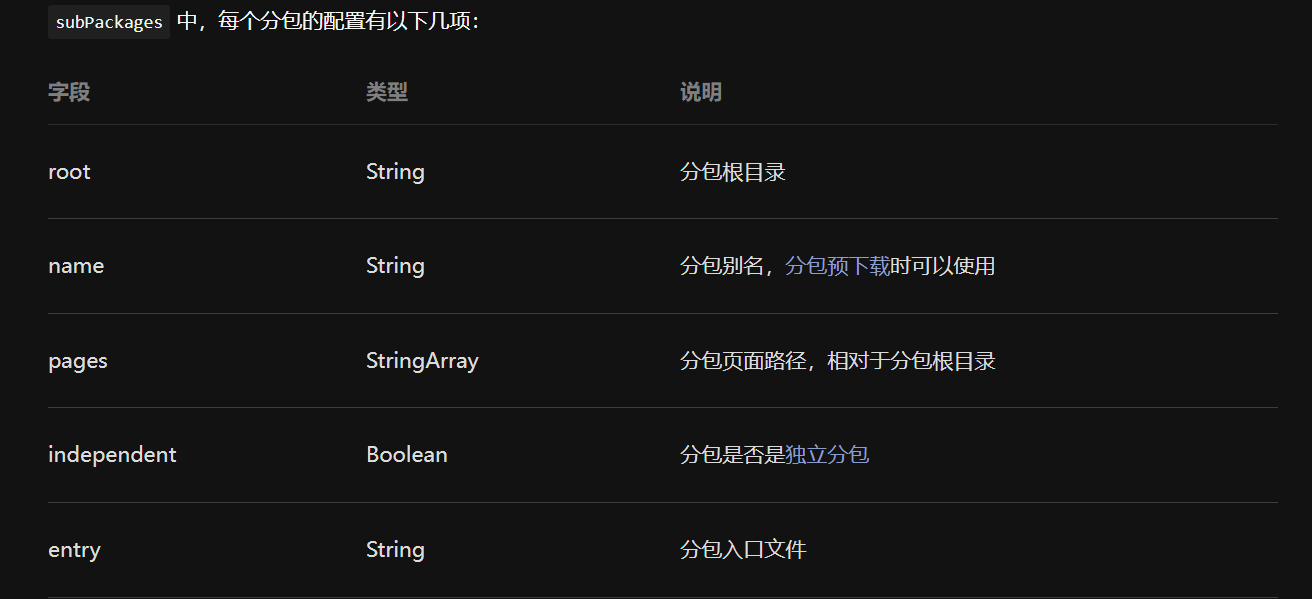 subPackages 中，每个分包的配置有以下几项：
字段 类型 说明
root String 分包根目录
name String 分包别名，分包预下载时可以使用
pages StringArray 分包页面路径，相对于分包根目录
independent Boolean 分包是否是独立分包
entry String 分包入口文件